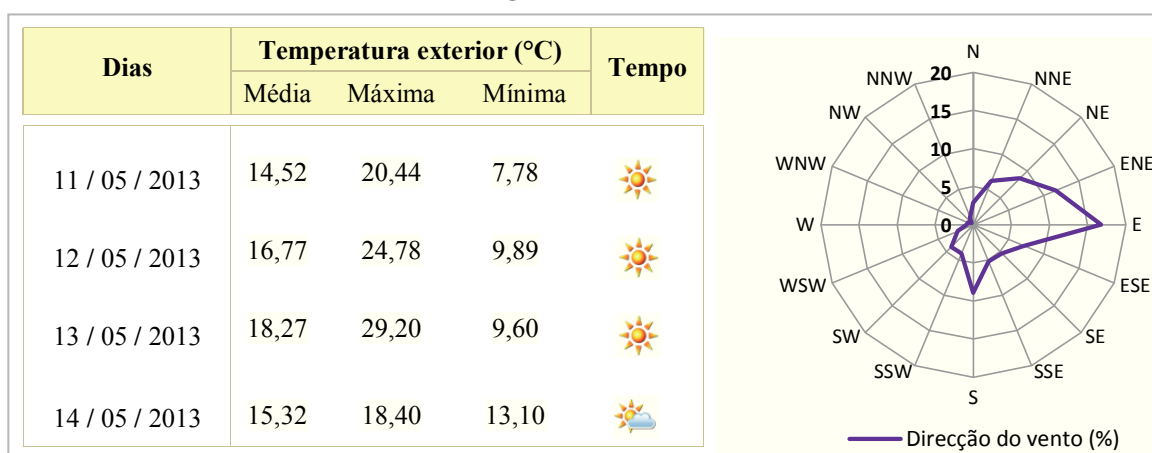 Dias
Temperatura exterior (°C)
Tempo
Média Máxima Mínima
11 / 05 / 2013 14,52 20,44 7,78
12 / 05 / 2013 16,77 24,78 9,89
13 / 05 / 2013 18,27 29,20 9,60
14 / 05 / 2013 15,32 18,40 13,10
N
NNE
NE
ENE
E
ESE
SE
SSE
S
SSW
SW
WSW
W
WNW
NW
NNW
20
15
10
5
0
Direcção do vento (%)